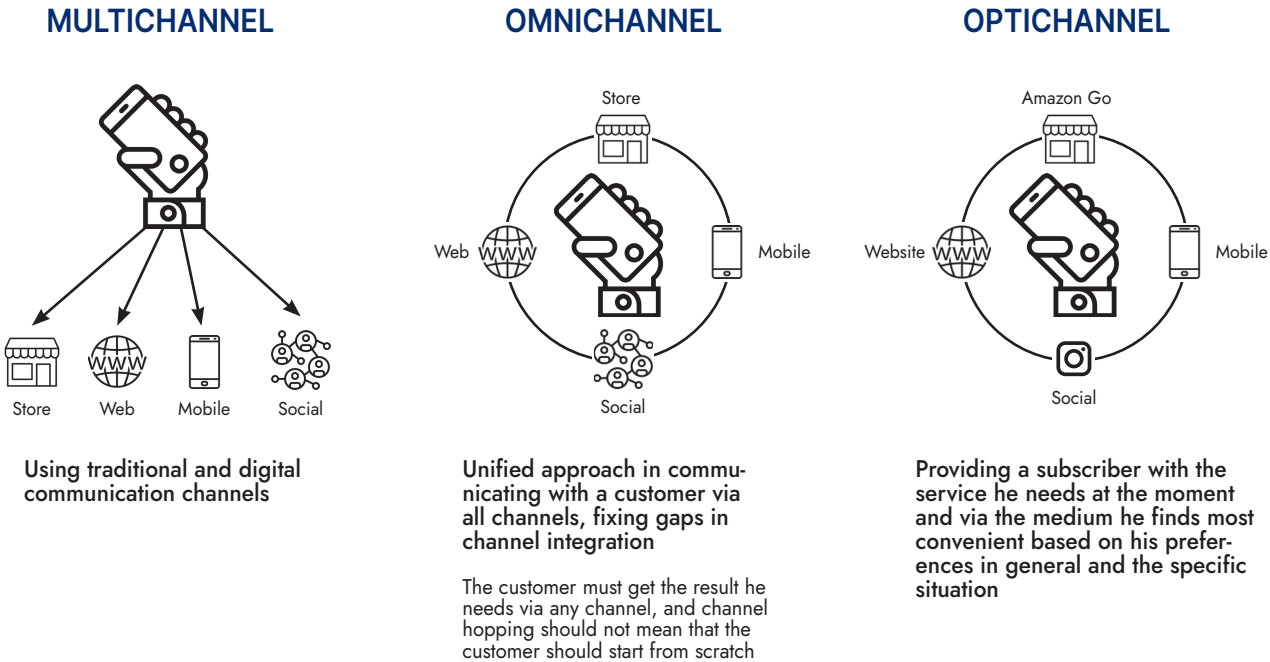 MULTICHANNEL
Store
Web
Mobile
Social
WWW
Using traditional and digital
communication channels
OMNICHANNEL
Store
Web
WWW
Mobile
Social
Unified approach in commu-
nicating with a customer via
all channels, fixing gaps in
channel integration
The customer must get the result he
needs via any channel, and channel
hopping should not mean that the
customer should start from scratch
OPTICHANNEL
Amazon Go
Website
WWW
Mobile
Social
Providing a subscriber with the
service he needs at the moment
and via the medium he finds most
convenient based on his prefer-
ences in general and the specific
situation